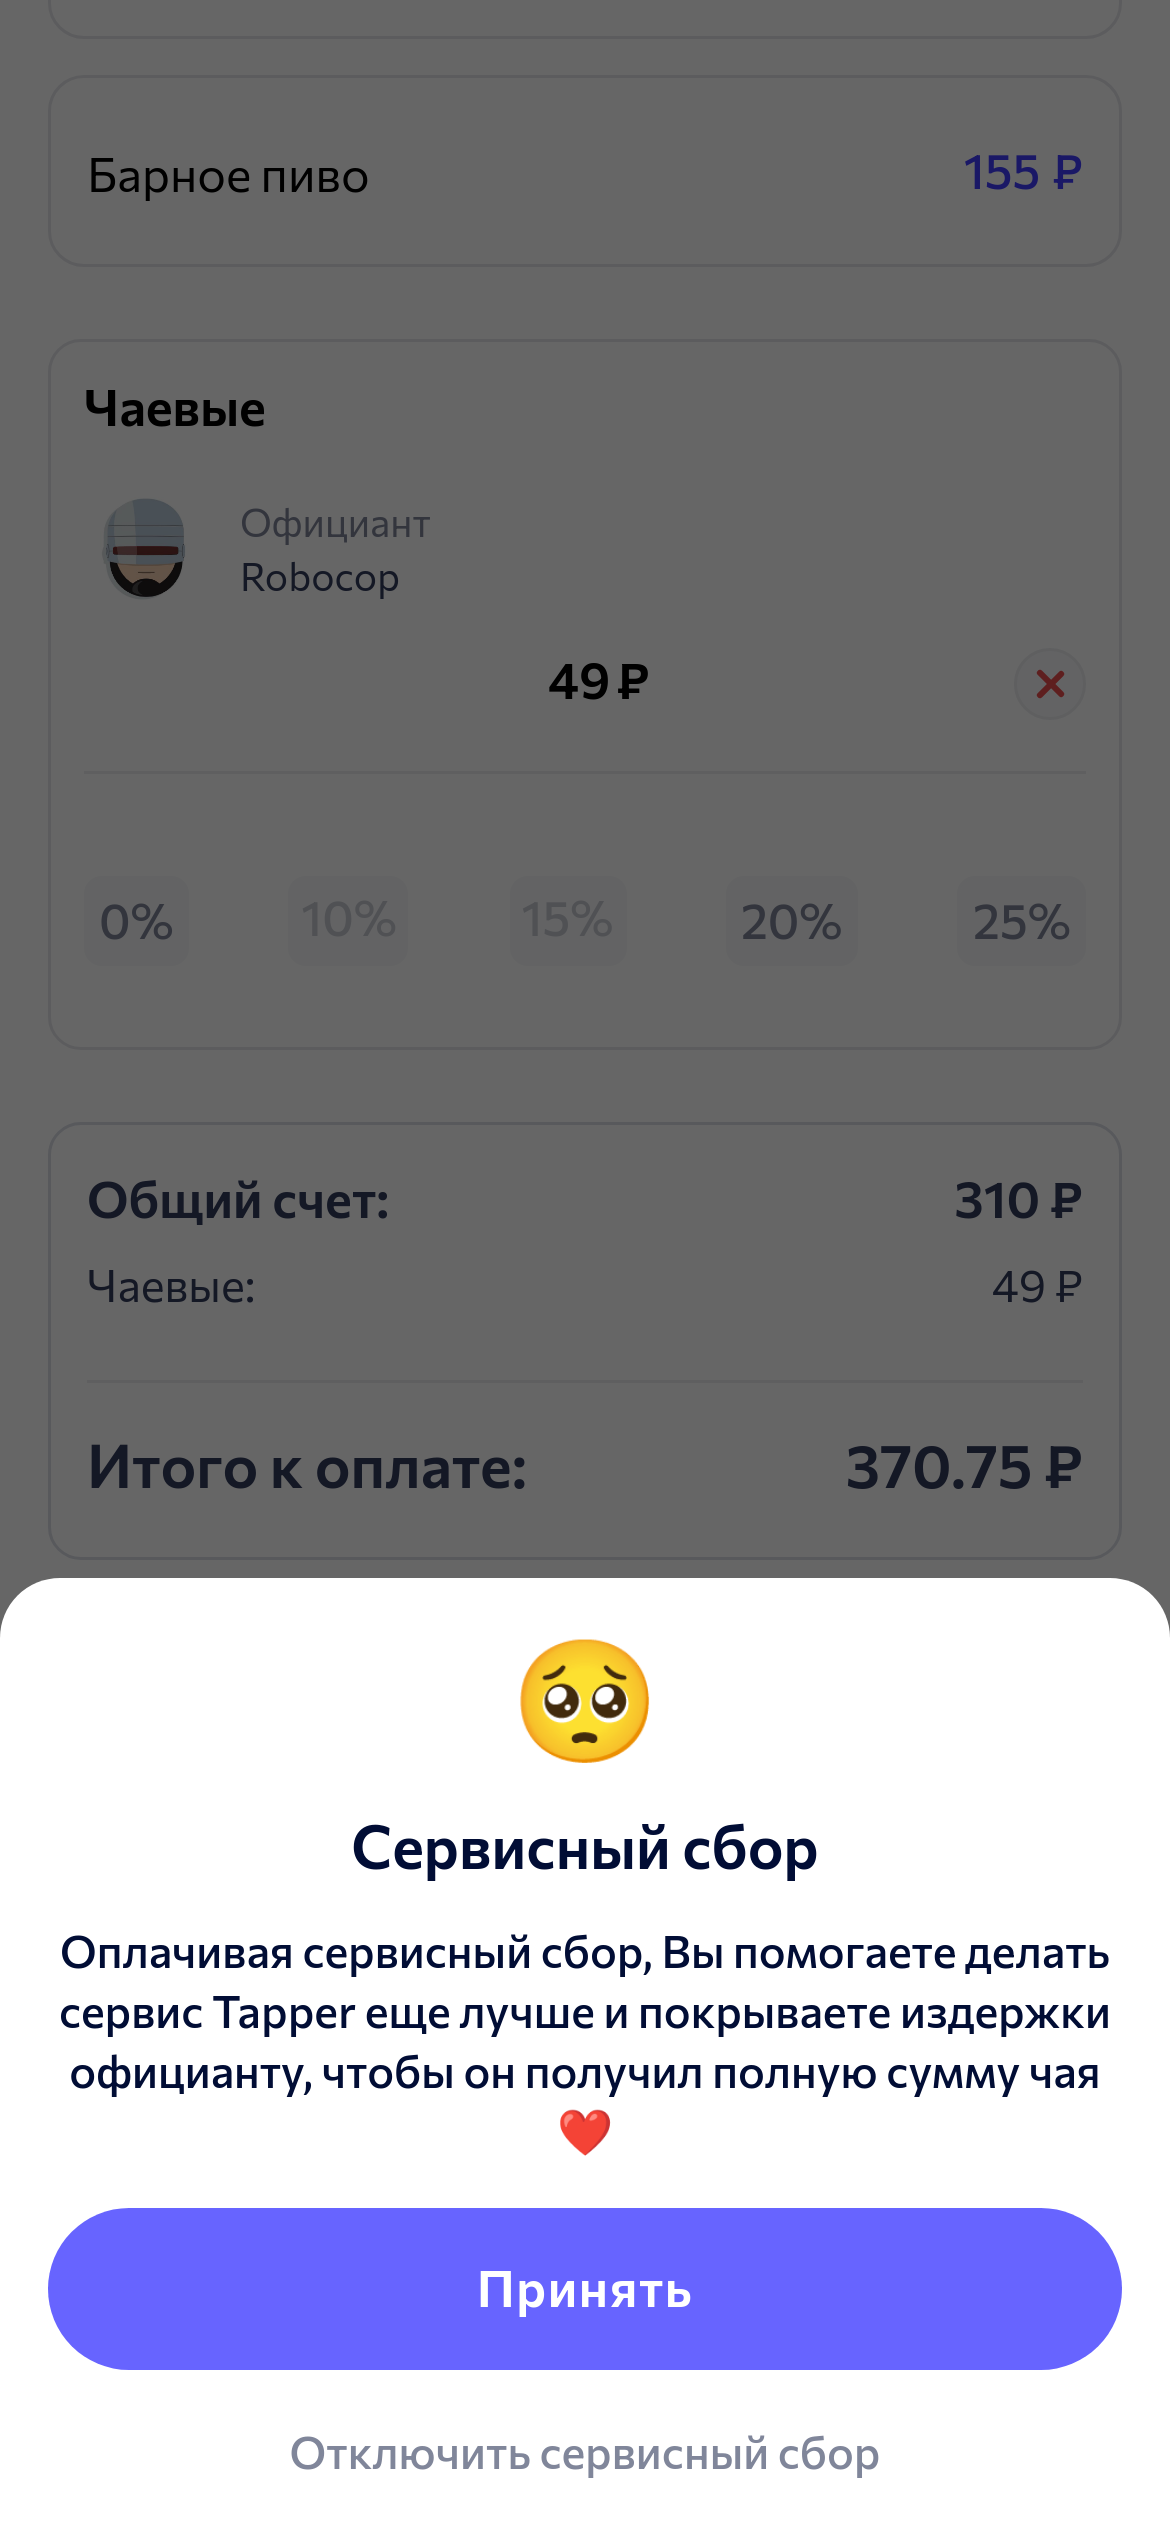 Барное пиво
155 ₽
Чаевые
Официант
Robocop
49 ₽
0%
10%
15%
20%
25%
Общий счет:
310 ₽
Чаевые:
49 ₽
Итого к оплате:
370.75 ₽
Сервисный сбор
Оплачивая сервисный сбор, Вы помогаете делать
сервис Tapper еще лучше и покрываете издержки
официанту, чтобы он получил полную сумму чая
❤️
Принять
Отключить сервисный сбор